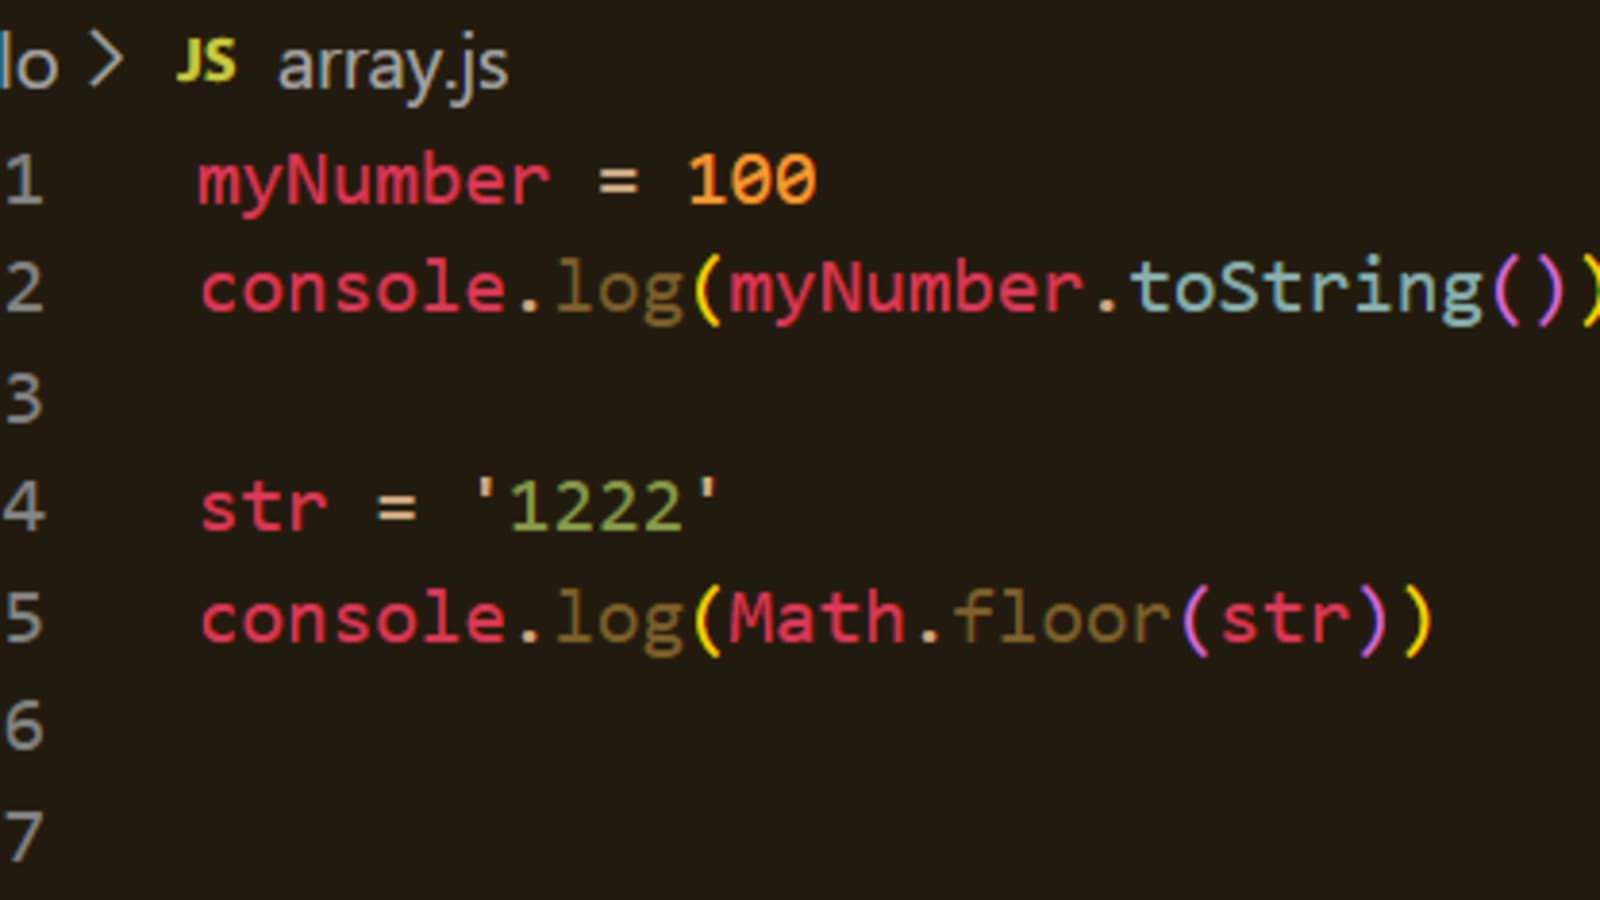 lo > JS array.js
1 myNumber = 100
2 console.log(myNumber.toString())
3
4 str = '1222'
5 console.log(Math.floor(str))
6
7